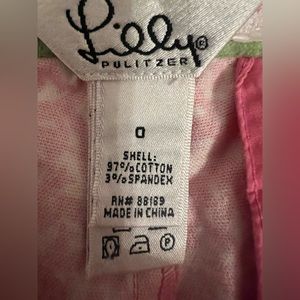 Lilly®
PULITZER
0
SHELL:
97% COTTON
3% SPANDEX
RN# 88189
MADE IN CHINA
P